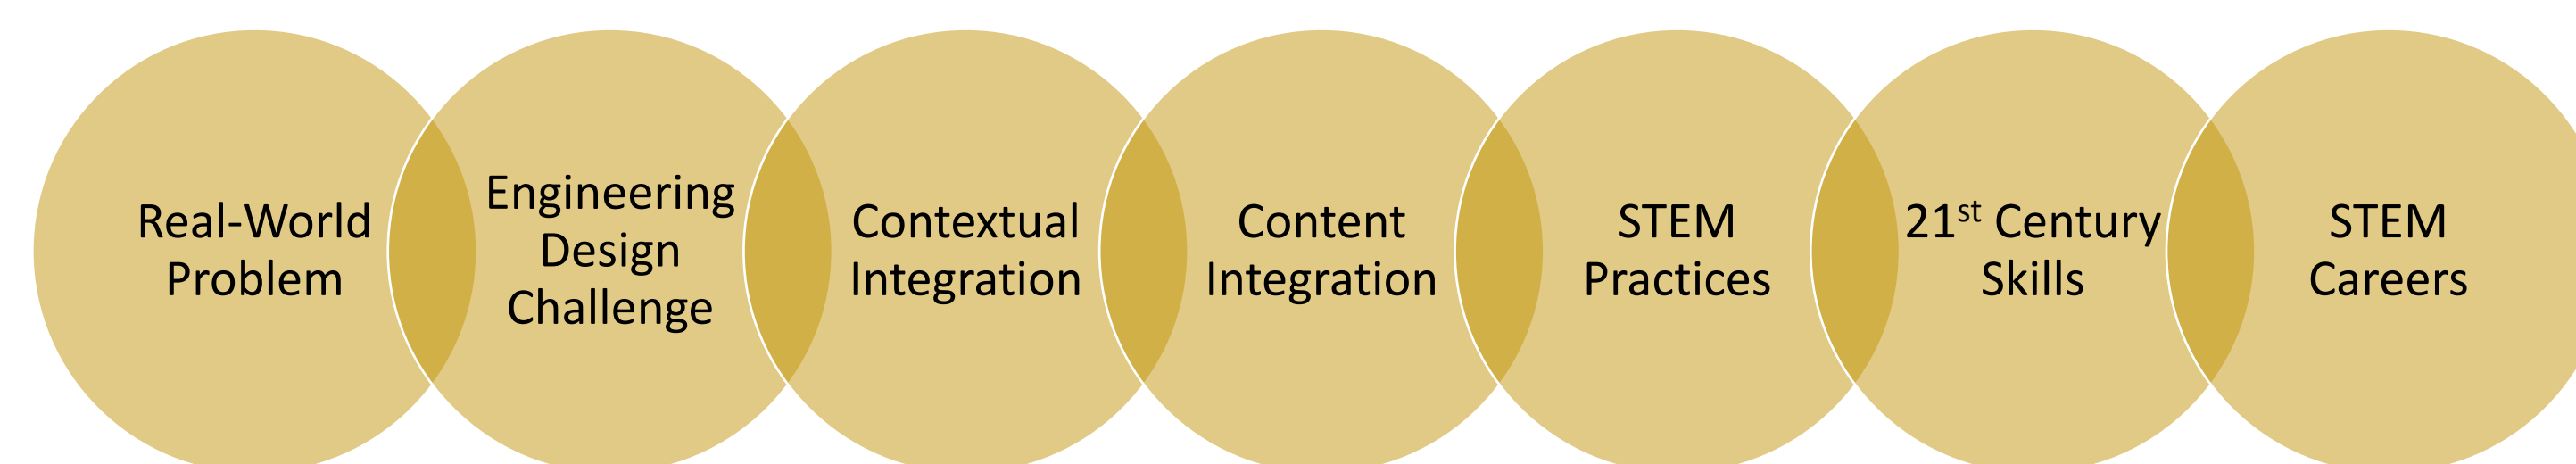 Real-World
Problem
Engineering
Design
Challenge
Contextual
Integration
Content
Integration
STEM
Practices
21st Century
Skills
STEM
Careers